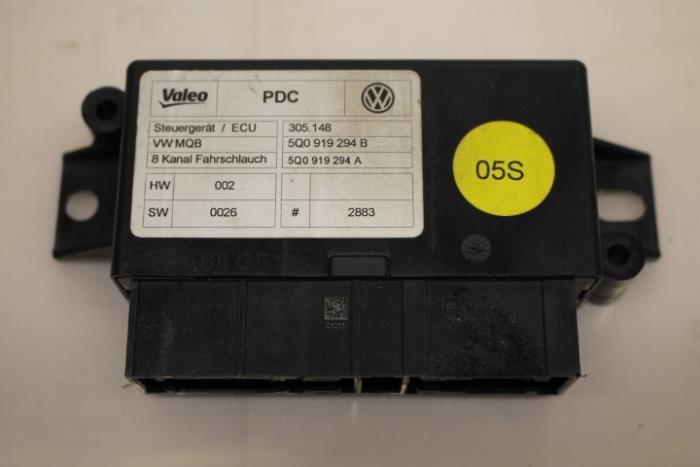 Valeo PDC
Steuergerät / ECU 305.148
VW MQB 5Q0 919 294 B
8 Kanal Fahrschlauch 5Q0 919 294 A
HW 002
SW 0026 # 2883
05S
Valeo